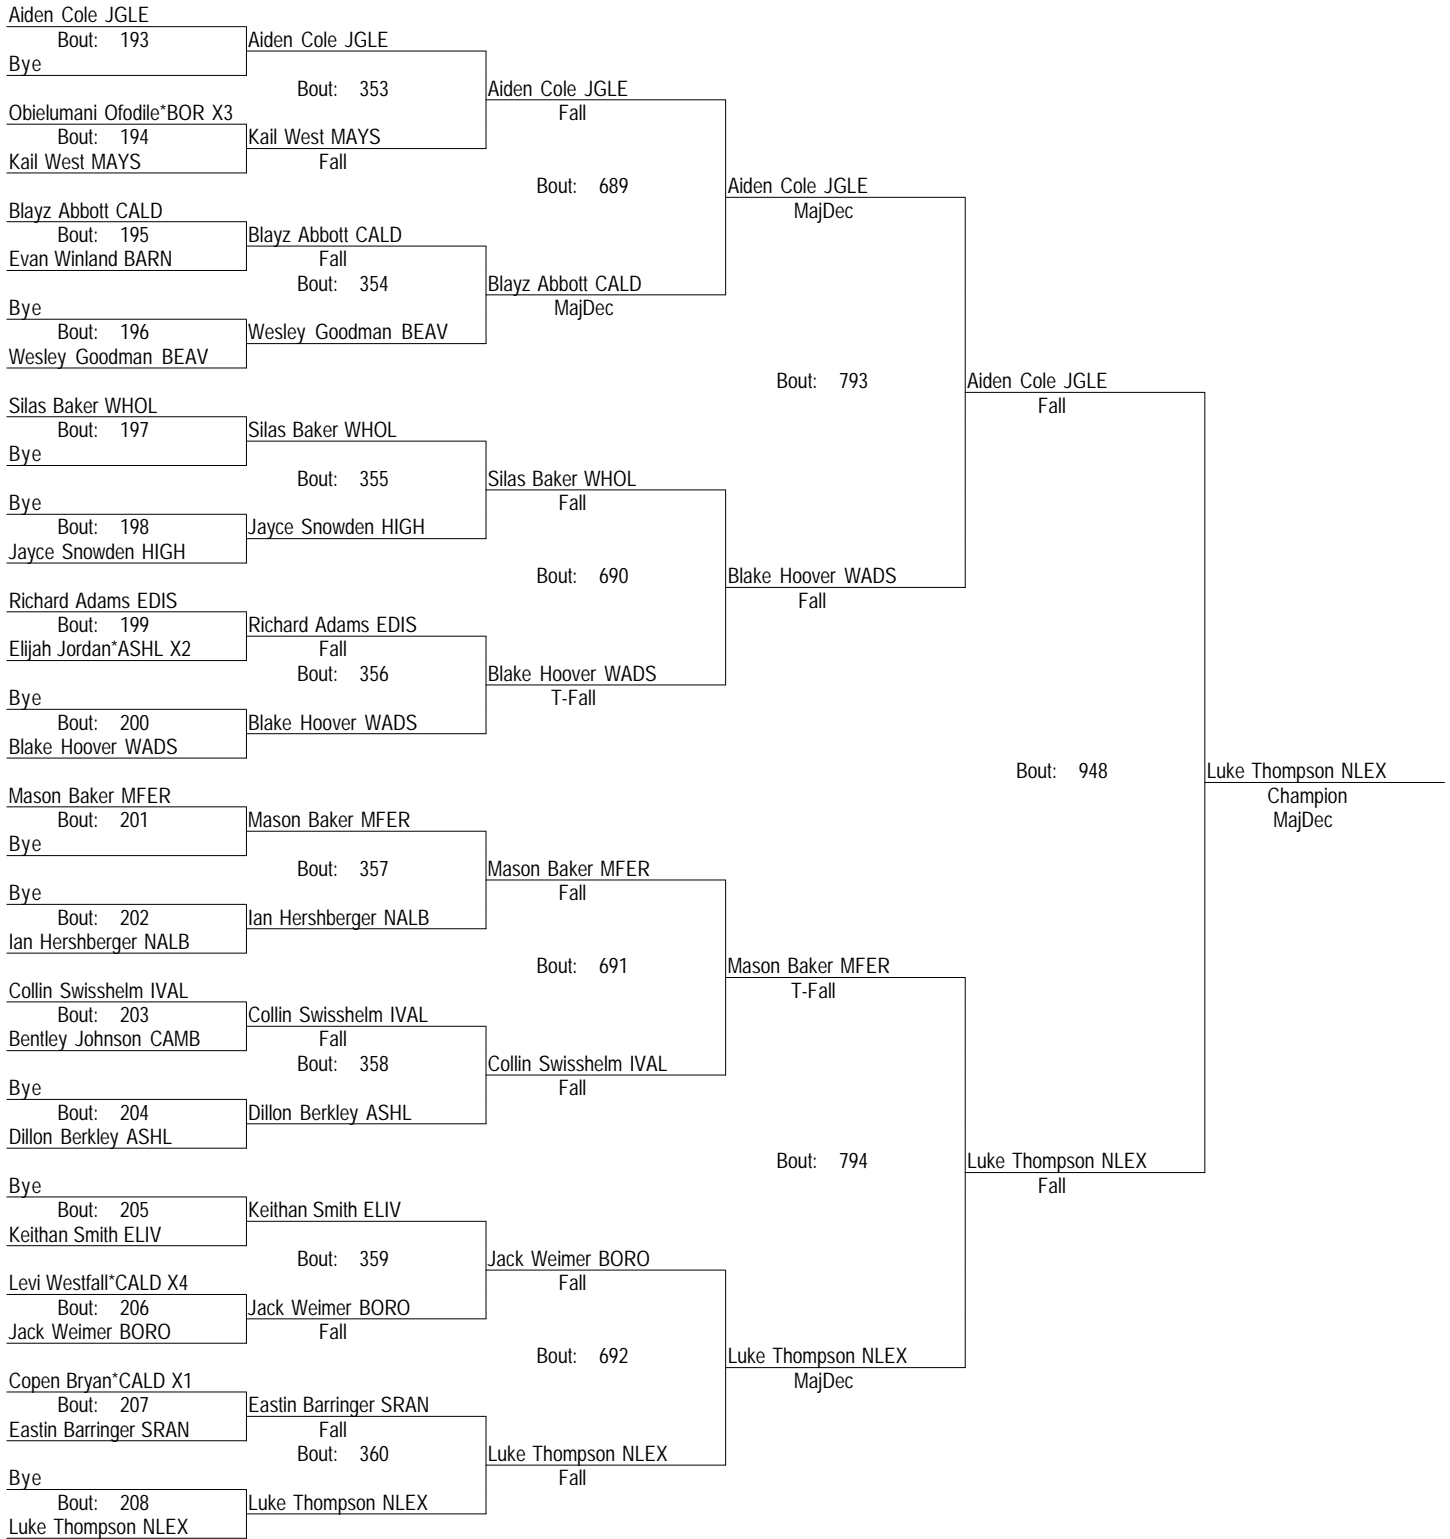 Aiden Cole JGLE
Bout: 193
Bye
Obielumani Ofodile*BOR X3
Bout: 194
Kail West MAYS
Blayz Abbott CALD
Bout: 195
Evan Winland BARN
Bye
Bout: 196
Wesley Goodman BEAV
Silas Baker WHOL
Bout: 197
Bye
Bye
Bout: 198
Jayce Snowden HIGH
Richard Adams EDIS
Bout: 199
Elijah Jordan*ASHL X2
Bye
Bout: 200
Blake Hoover WADS
Mason Baker MFER
Bout: 201
Bye
Bye
Bout: 202
Ian Hershberger NALB
Collin Swisshelm IVAL
Bout: 203
Bentley Johnson CAMB
Bye
Bout: 204
Dillon Berkley ASHL
Bye
Bout: 205
Keithan Smith ELIV
Levi Westfall*CALD X4
Bout: 206
Jack Weimer BORO
Copen Bryan*CALD X1
Bout: 207
Eastin Barringer SRAN
Bye
Bout: 208
Luke Thompson NLEX
Aiden Cole JGLE
Bout: 353
Kail West MAYS
Fall
Blayz Abbott CALD
Fall
Bout: 354
Wesley Goodman BEAV
Silas Baker WHOL
Bout: 355
Jayce Snowden HIGH
Richard Adams EDIS
Fall
Bout: 356
Blake Hoover WADS
Mason Baker MFER
Bout: 357
Ian Hershberger NALB
Collin Swisshelm IVAL
Fall
Bout: 358
Dillon Berkley ASHL
Keithan Smith ELIV
Bout: 359
Jack Weimer BORO
Fall
Eastin Barringer SRAN
Fall
Bout: 360
Luke Thompson NLEX
Aiden Cole JGLE
Fall
Bout: 689
Blayz Abbott CALD
MajDec
Silas Baker WHOL
Fall
Bout: 690
Blake Hoover WADS
T-Fall
Mason Baker MFER
Fall
Bout: 691
Collin Swisshelm IVAL
Fall
Jack Weimer BORO
Fall
Bout: 692
Luke Thompson NLEX
Fall
Aiden Cole JGLE
MajDec
Bout: 793
Blake Hoover WADS
Fall
Mason Baker MFER
T-Fall
Bout: 794
Luke Thompson NLEX
MajDec
Aiden Cole JGLE
Fall
Bout: 948
Luke Thompson NLEX
Fall
Luke Thompson NLEX
Champion
MajDec